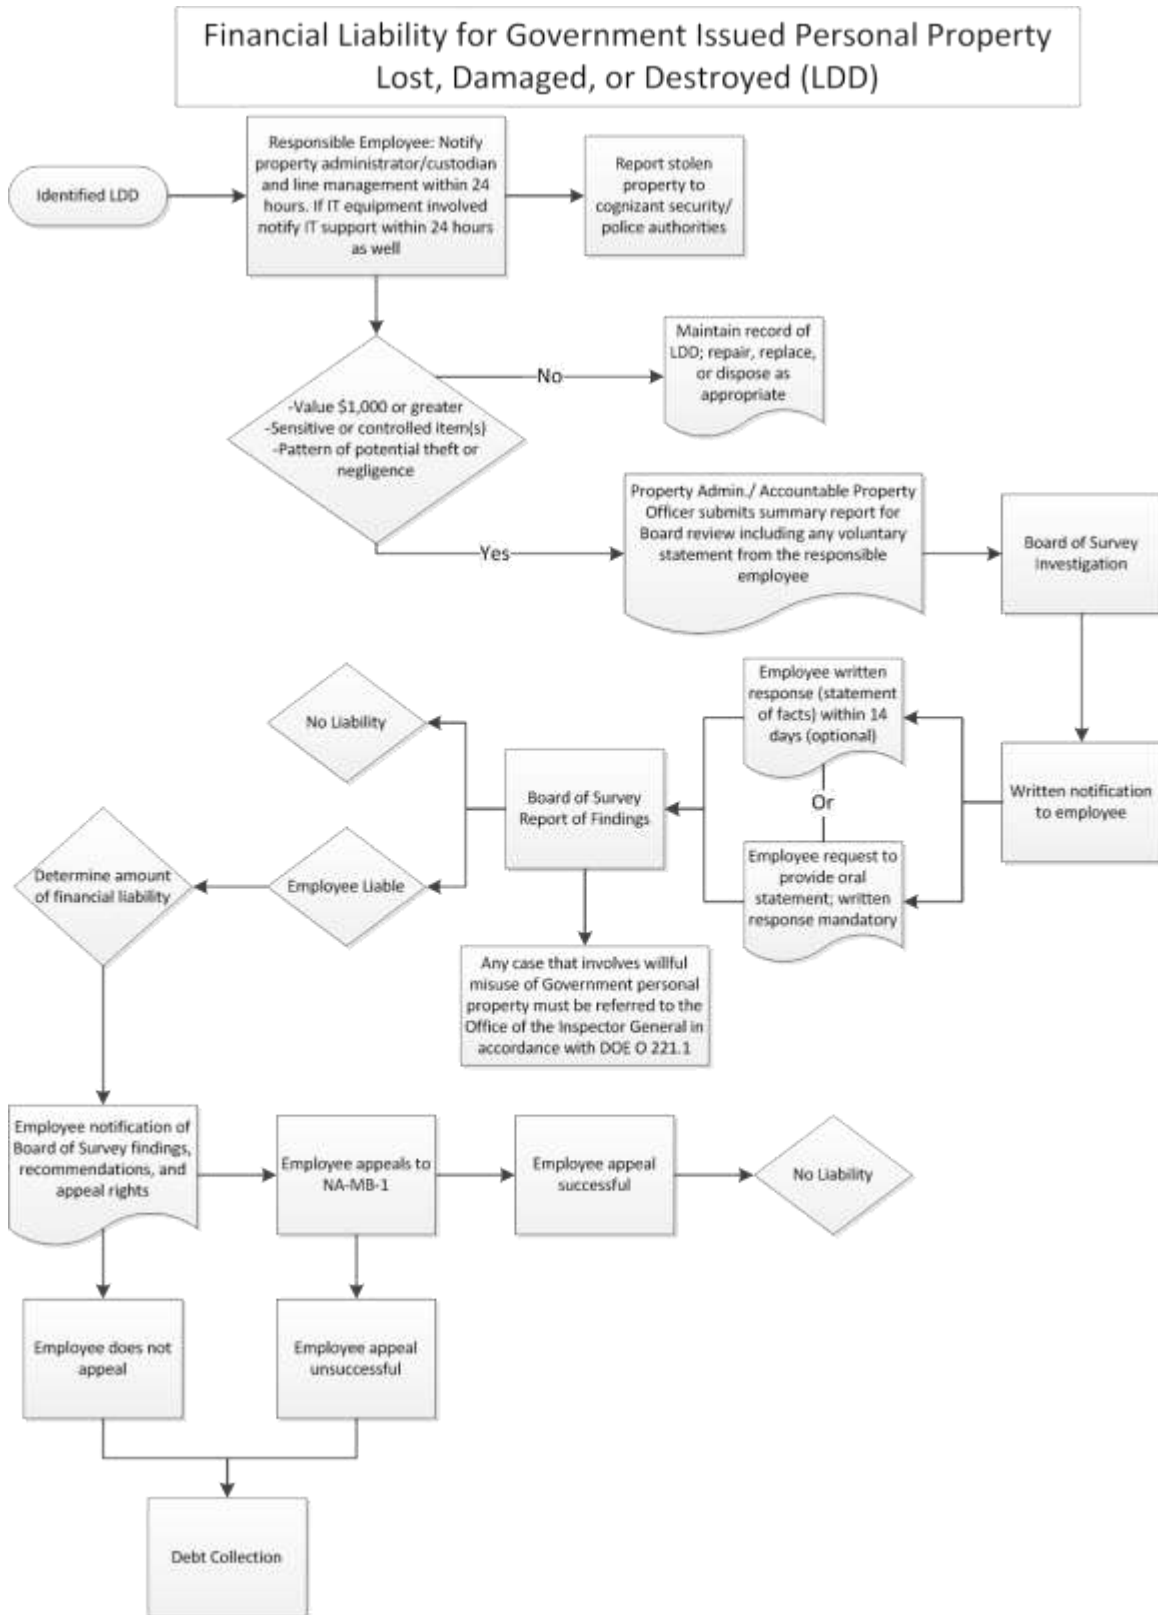 Financial Liability for Government Issued Personal Property
Lost, Damaged, or Destroyed (LDD)
Identified LDD
Responsible Employee: Notify
property administrator/custodian
and line management within 24
hours. If IT equipment involved
notify IT support within 24 hours
as well
Report stolen
property to
cognizant security/
police authorities
-Value $1,000 or greater
-Sensitive or controlled item(s)
-Pattern of potential theft or
negligence
No
Maintain record of
LDD; repair, replace,
or dispose as
appropriate
Yes
Property Admin./ Accountable Property
Officer submits summary report for
Board review including any voluntary
statement from the responsible
employee
Board of Survey
Investigation
Written notification
to employee
Employee written
response (statement
of facts) within 14
days (optional)
Or
Employee request to
provide oral
statement; written
response mandatory
Board of Survey
Report of Findings
No Liability
Employee Liable
Determine amount
of financial liability
Any case that involves willful
misuse of Government personal
property must be referred to the
Office of the Inspector General in
accordance with DOE O 221.1
Employee notification of
Board of Survey findings,
recommendations, and
appeal rights
Employee appeals to
NA-MB-1
Employee appeal
successful
No Liability
Employee does not
appeal
Employee appeal
unsuccessful
Debt Collection